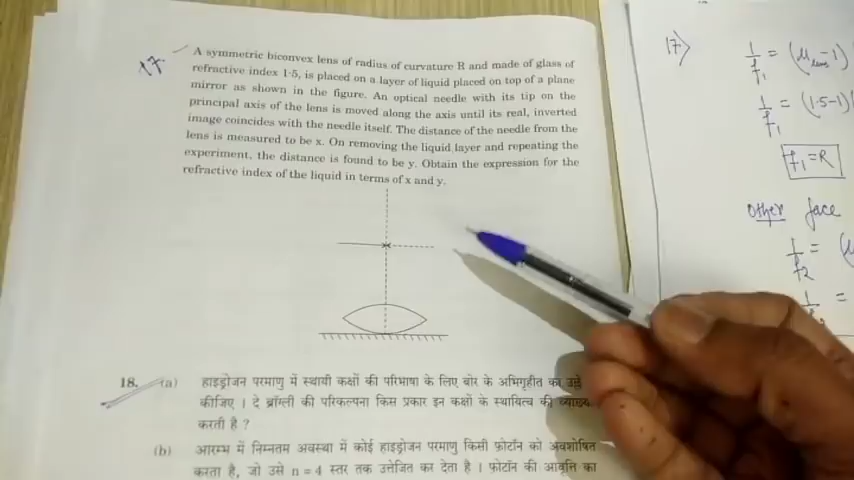 17.
A symmetric biconvex lens of radius of curvature R and made of glass of
refractive index 1·5, is placed on a layer of liquid placed on top of a plane
mirror as shown in the figure. An optical needle with its tip on the
principal axis of the lens is moved along the axis until its real, inverted
image coincides with the needle itself. The distance of the needle from the
lens is measured to be x. On removing the liquid layer and repeating the
experiment, the distance is found to be y. Obtain the expression for the
refractive index of the liquid in terms of x and y.
18. (a) हाइड्रोजन परमाणु में स्थायी कक्षों की परिभाषा के लिए बोर के अभिगृहीत का उल्लेख
कीजिए । दे ब्रॉग्ली की परिकल्पना किस प्रकार इन कक्षों के स्थायित्व की व्याख्या
करती है ?
(b) आरम्भ में निम्नतम अवस्था में कोई हाइड्रोजन परमाणु किसी फ़ोटॉन को अवशोषित
करता है, जो उसे n = 4 स्तर तक उत्तेजित कर देता है । फ़ोटॉन की आवृत्ति का
17>
1/f₁ = (μ -1)
1/f₁ = (1.5-1)
f₁ = R
Other face
1/f₂ = (